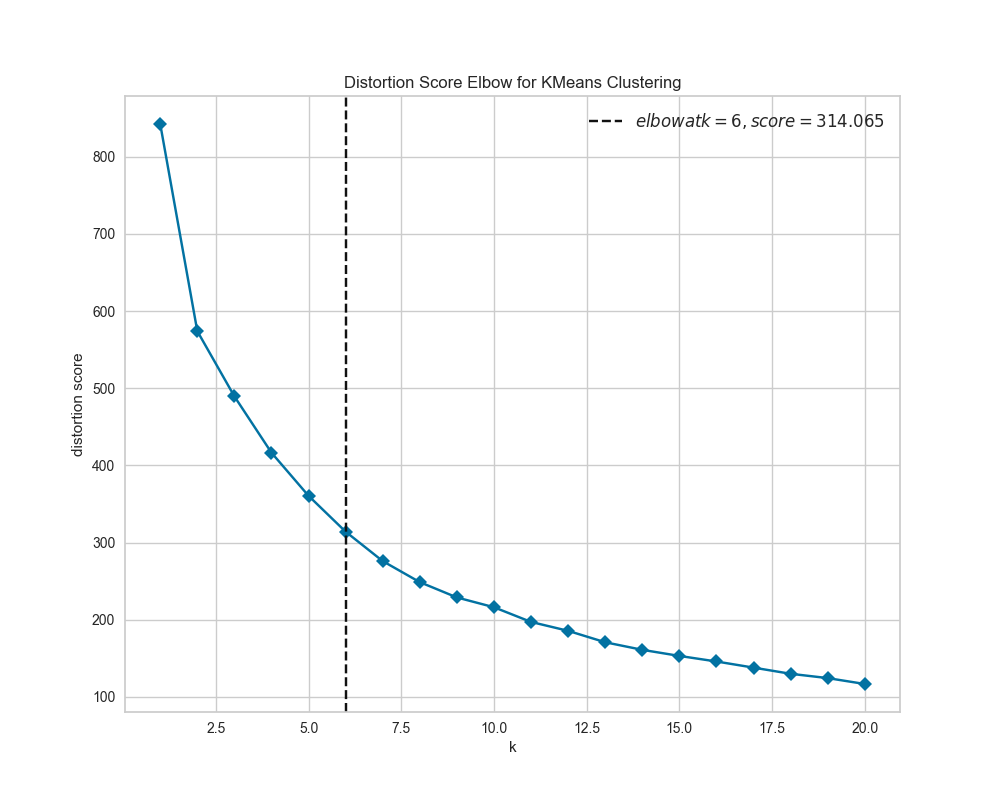 Distortion Score Elbow for KMeans Clustering
elbowatk = 6, score = 314.065
800
700
600
500
400
300
200
100
distortion score
2.5 5.0 7.5 10.0 12.5 15.0 17.5 20.0
k